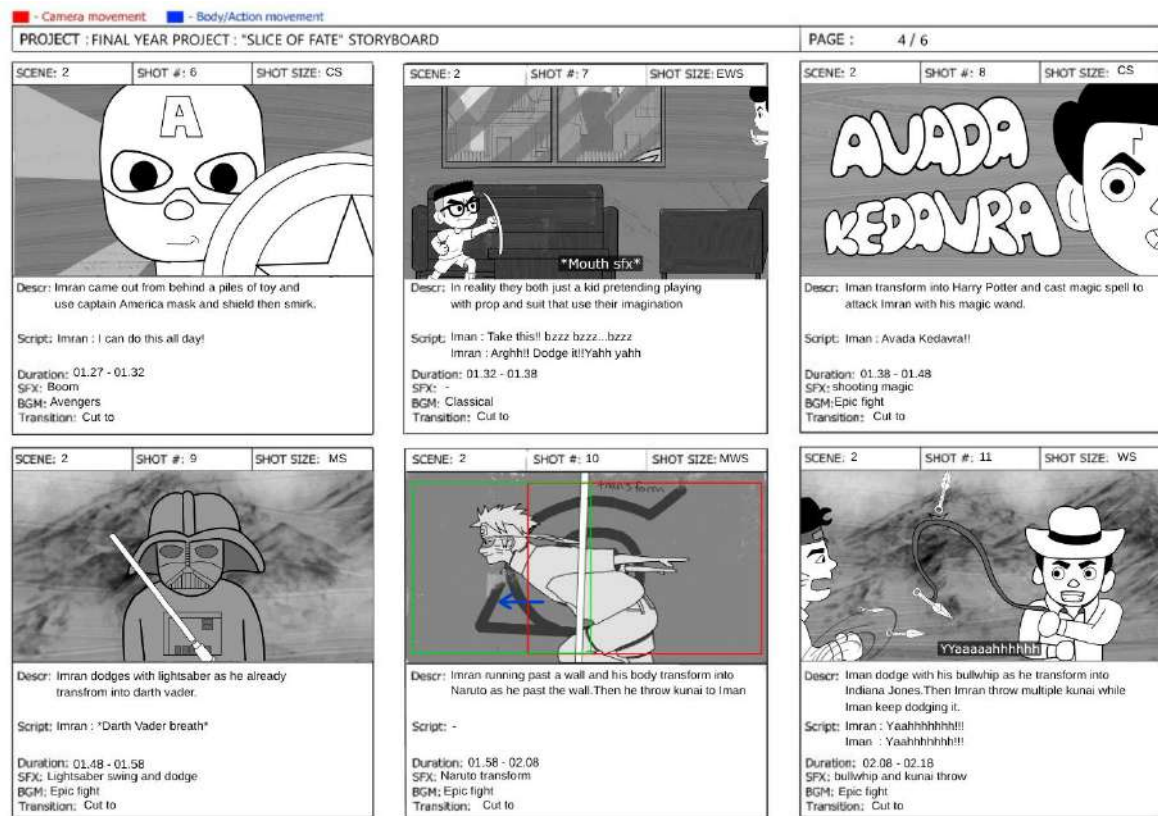 - Camera movement - Body/Action movement
PROJECT : FINAL YEAR PROJECT : "SLICE OF FATE" STORYBOARD PAGE : 4 / 6
SCENE: 2 SHOT #: 6 SHOT SIZE: CS
A
Descr: Imran came out from behind a piles of toy and
use captain America mask and shield then smirk.
Script: Imran : I can do this all day!
Duration: 01.27 - 01.32
SFX: Boom
BGM: Avengers
Transition: Cut to
SCENE: 2 SHOT #: 7 SHOT SIZE: EWS
*Mouth sfx*
Descr: In reality they both just a kid pretending playing
with prop and suit that use their imagination
Script: Iman : Take this!! bzzz bzzz...bzzz
Imran : Arghh!! Dodge it!!Yahh yahh
Duration: 01.32 - 01.38
SFX: -
BGM: Classical
Transition: Cut to
SCENE: 2 SHOT #: 8 SHOT SIZE: CS
AVADA
KEDAVRA
Descr: Iman transform into Harry Potter and cast magic spell to
attack Imran with his magic wand.
Script: Iman : Avada Kedavra!!
Duration: 01.38 - 01.48
SFX: shooting magic
BGM: Epic fight
Transition: Cut to
SCENE: 2 SHOT #: 9 SHOT SIZE: MS
Descr: Imran dodges with lightsaber as he already
transfrom into darth vader.
Script: Imran : *Darth Vader breath*
Duration: 01.48 - 01.58
SFX: Lightsaber swing and dodge
BGM: Epic fight
Transition: Cut to
SCENE: 2 SHOT #: 10 SHOT SIZE: MWS
transform
Descr: Imran running past a wall and his body transform into
Naruto as he past the wall.Then he throw kunai to Iman
Script: -
Duration: 01.58 - 02.08
SFX: Naruto transform
BGM: Epic fight
Transition: Cut to
SCENE: 2 SHOT #: 11 SHOT SIZE: WS
YYaaaaahhhhhh
Descr: Iman dodge with his bullwhip as he transform into
Indiana Jones.Then Imran throw multiple kunai while
Iman keep dodging it.
Script: Imran : Yaahhhhhhh!!!
Iman : Yaahhhhhhh!!!
Duration: 02.08 - 02.18
SFX: bullwhip and kunai throw
BGM: Epic fight
Transition: Cut to